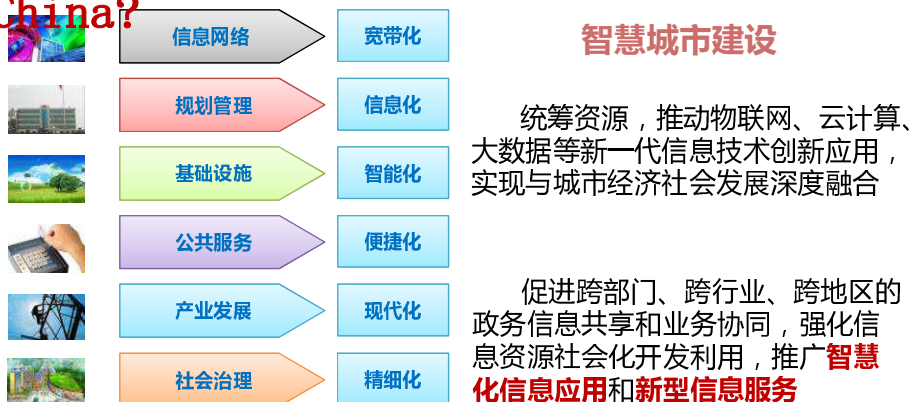 China?
信息网络 宽带化
规划管理 信息化
基础设施 智能化
公共服务 便捷化
产业发展 现代化
社会治理 精细化
智慧城市建设
统筹资源，推动物联网、云计算、
大数据等新一代信息技术创新应用，
实现与城市经济社会发展深度融合
促进跨部门、跨行业、跨地区的
政务信息共享和业务协同，强化信
息资源社会化开发利用，推广智慧
化信息应用和新型信息服务